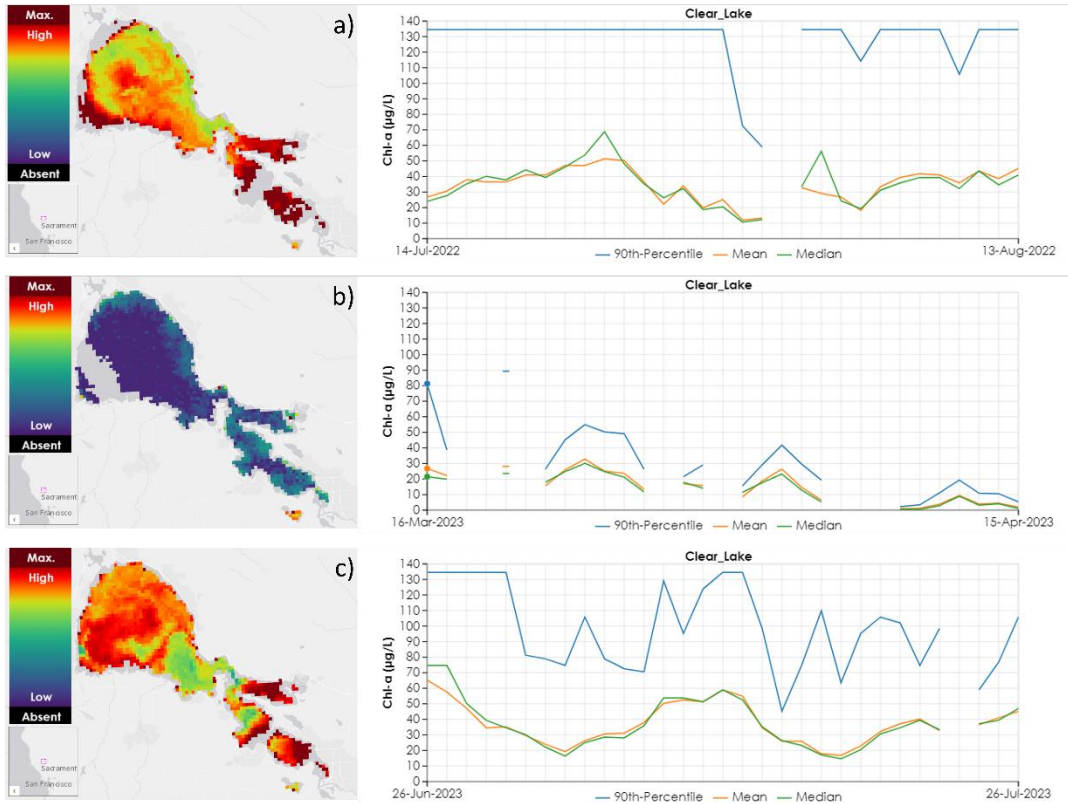 Max.
High
Low
Absent
Sacrament
San Francisco
a)
Clear_Lake
Chl-a (µg/L)
140
130
120
110
100
90
80
70
60
50
40
30
20
10
0
14-Jul-2022
13-Aug-2022
90th-Percentile Mean Median
Max.
High
Low
Absent
Sacrament
San Francisco
b)
Clear_Lake
Chl-a (µg/L)
140
130
120
110
100
90
80
70
60
50
40
30
20
10
0
16-Mar-2023
15-Apr-2023
90th-Percentile Mean Median
Max.
High
Low
Absent
Sacrament
San Francisco
c)
Clear_Lake
Chl-a (µg/L)
140
130
120
110
100
90
80
70
60
50
40
30
20
10
0
26-Jun-2023
26-Jul-2023
90th-Percentile Mean Median